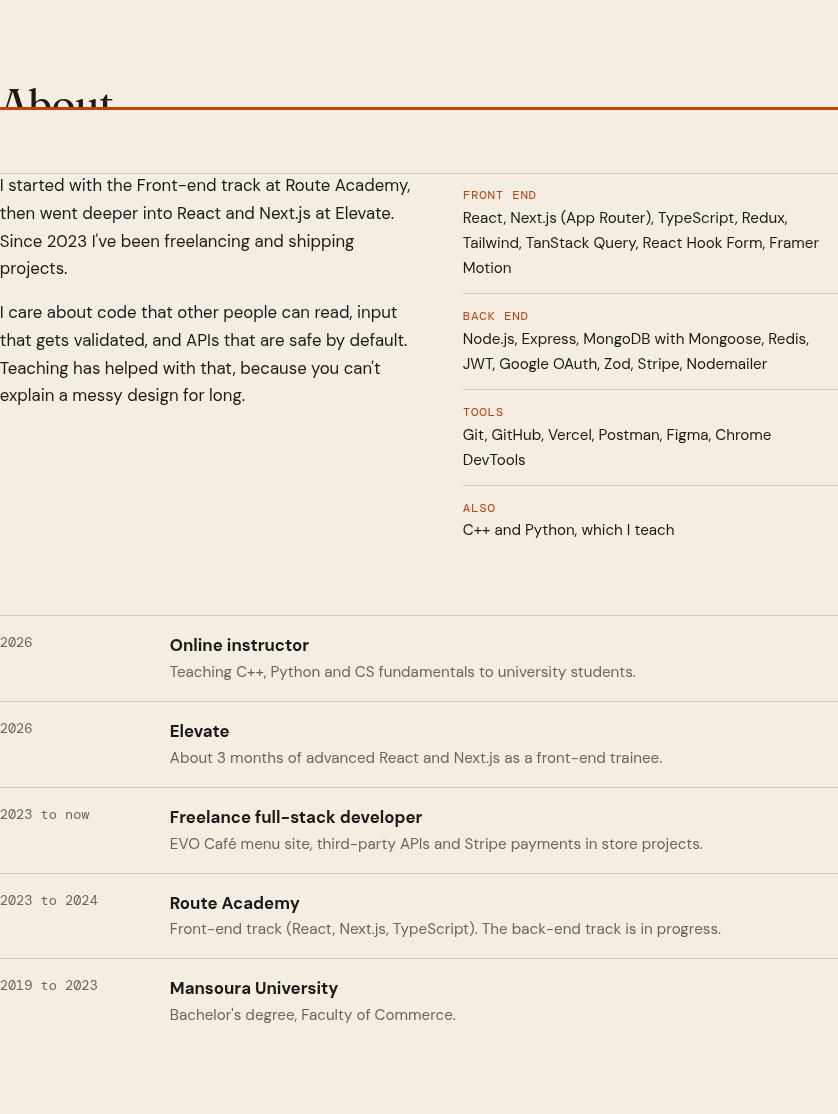 About
I started with the Front-end track at Route Academy,
then went deeper into React and Next.js at Elevate.
Since 2023 I've been freelancing and shipping
projects.
I care about code that other people can read, input
that gets validated, and APIs that are safe by default.
Teaching has helped with that, because you can't
explain a messy design for long.
FRONT END
React, Next.js (App Router), TypeScript, Redux,
Tailwind, TanStack Query, React Hook Form, Framer
Motion
BACK END
Node.js, Express, MongoDB with Mongoose, Redis,
JWT, Google OAuth, Zod, Stripe, Nodemailer
TOOLS
Git, GitHub, Vercel, Postman, Figma, Chrome
DevTools
ALSO
C++ and Python, which I teach
2026 Online instructor
Teaching C++, Python and CS fundamentals to university students.
2026 Elevate
About 3 months of advanced React and Next.js as a front-end trainee.
2023 to now Freelance full-stack developer
EVO Café menu site, third-party APIs and Stripe payments in store projects.
2023 to 2024 Route Academy
Front-end track (React, Next.js, TypeScript). The back-end track is in progress.
2019 to 2023 Mansoura University
Bachelor's degree, Faculty of Commerce.